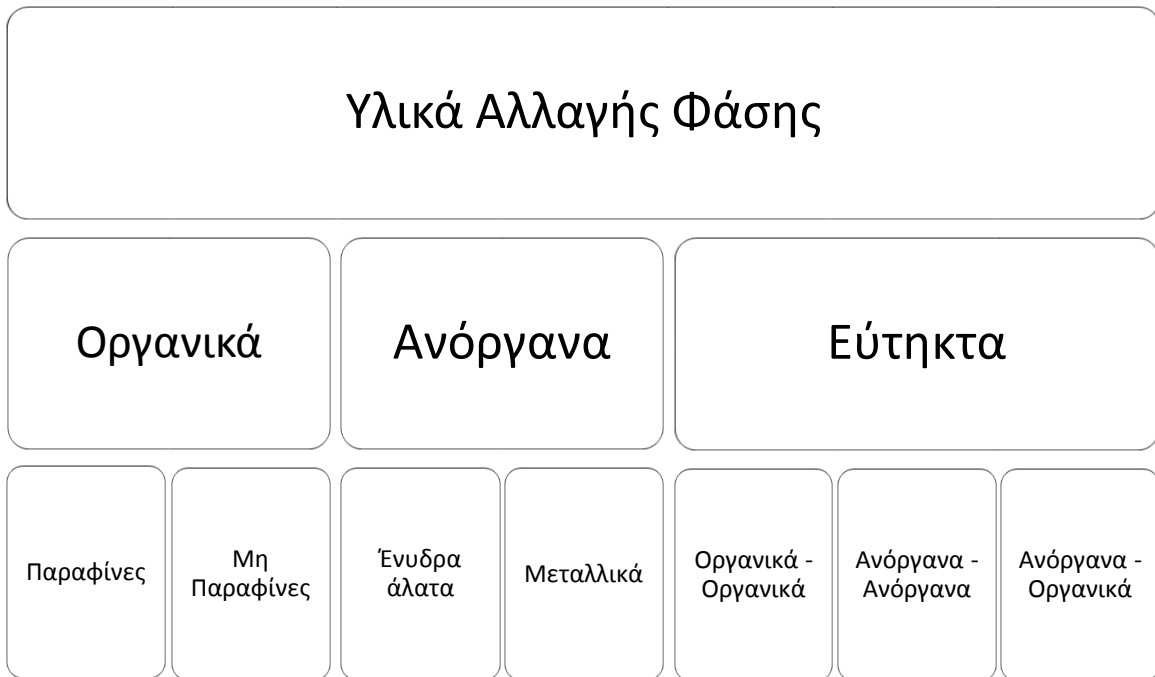 Υλικά Αλλαγής Φάσης
Οργανικά
Ανόργανα
Εύτηκτα
Παραφίνες
Μη
Παραφίνες
Ένυδρα
άλατα
Μεταλλικά
Οργανικά -
Οργανικά
Ανόργανα -
Ανόργανα
Ανόργανα -
Οργανικά